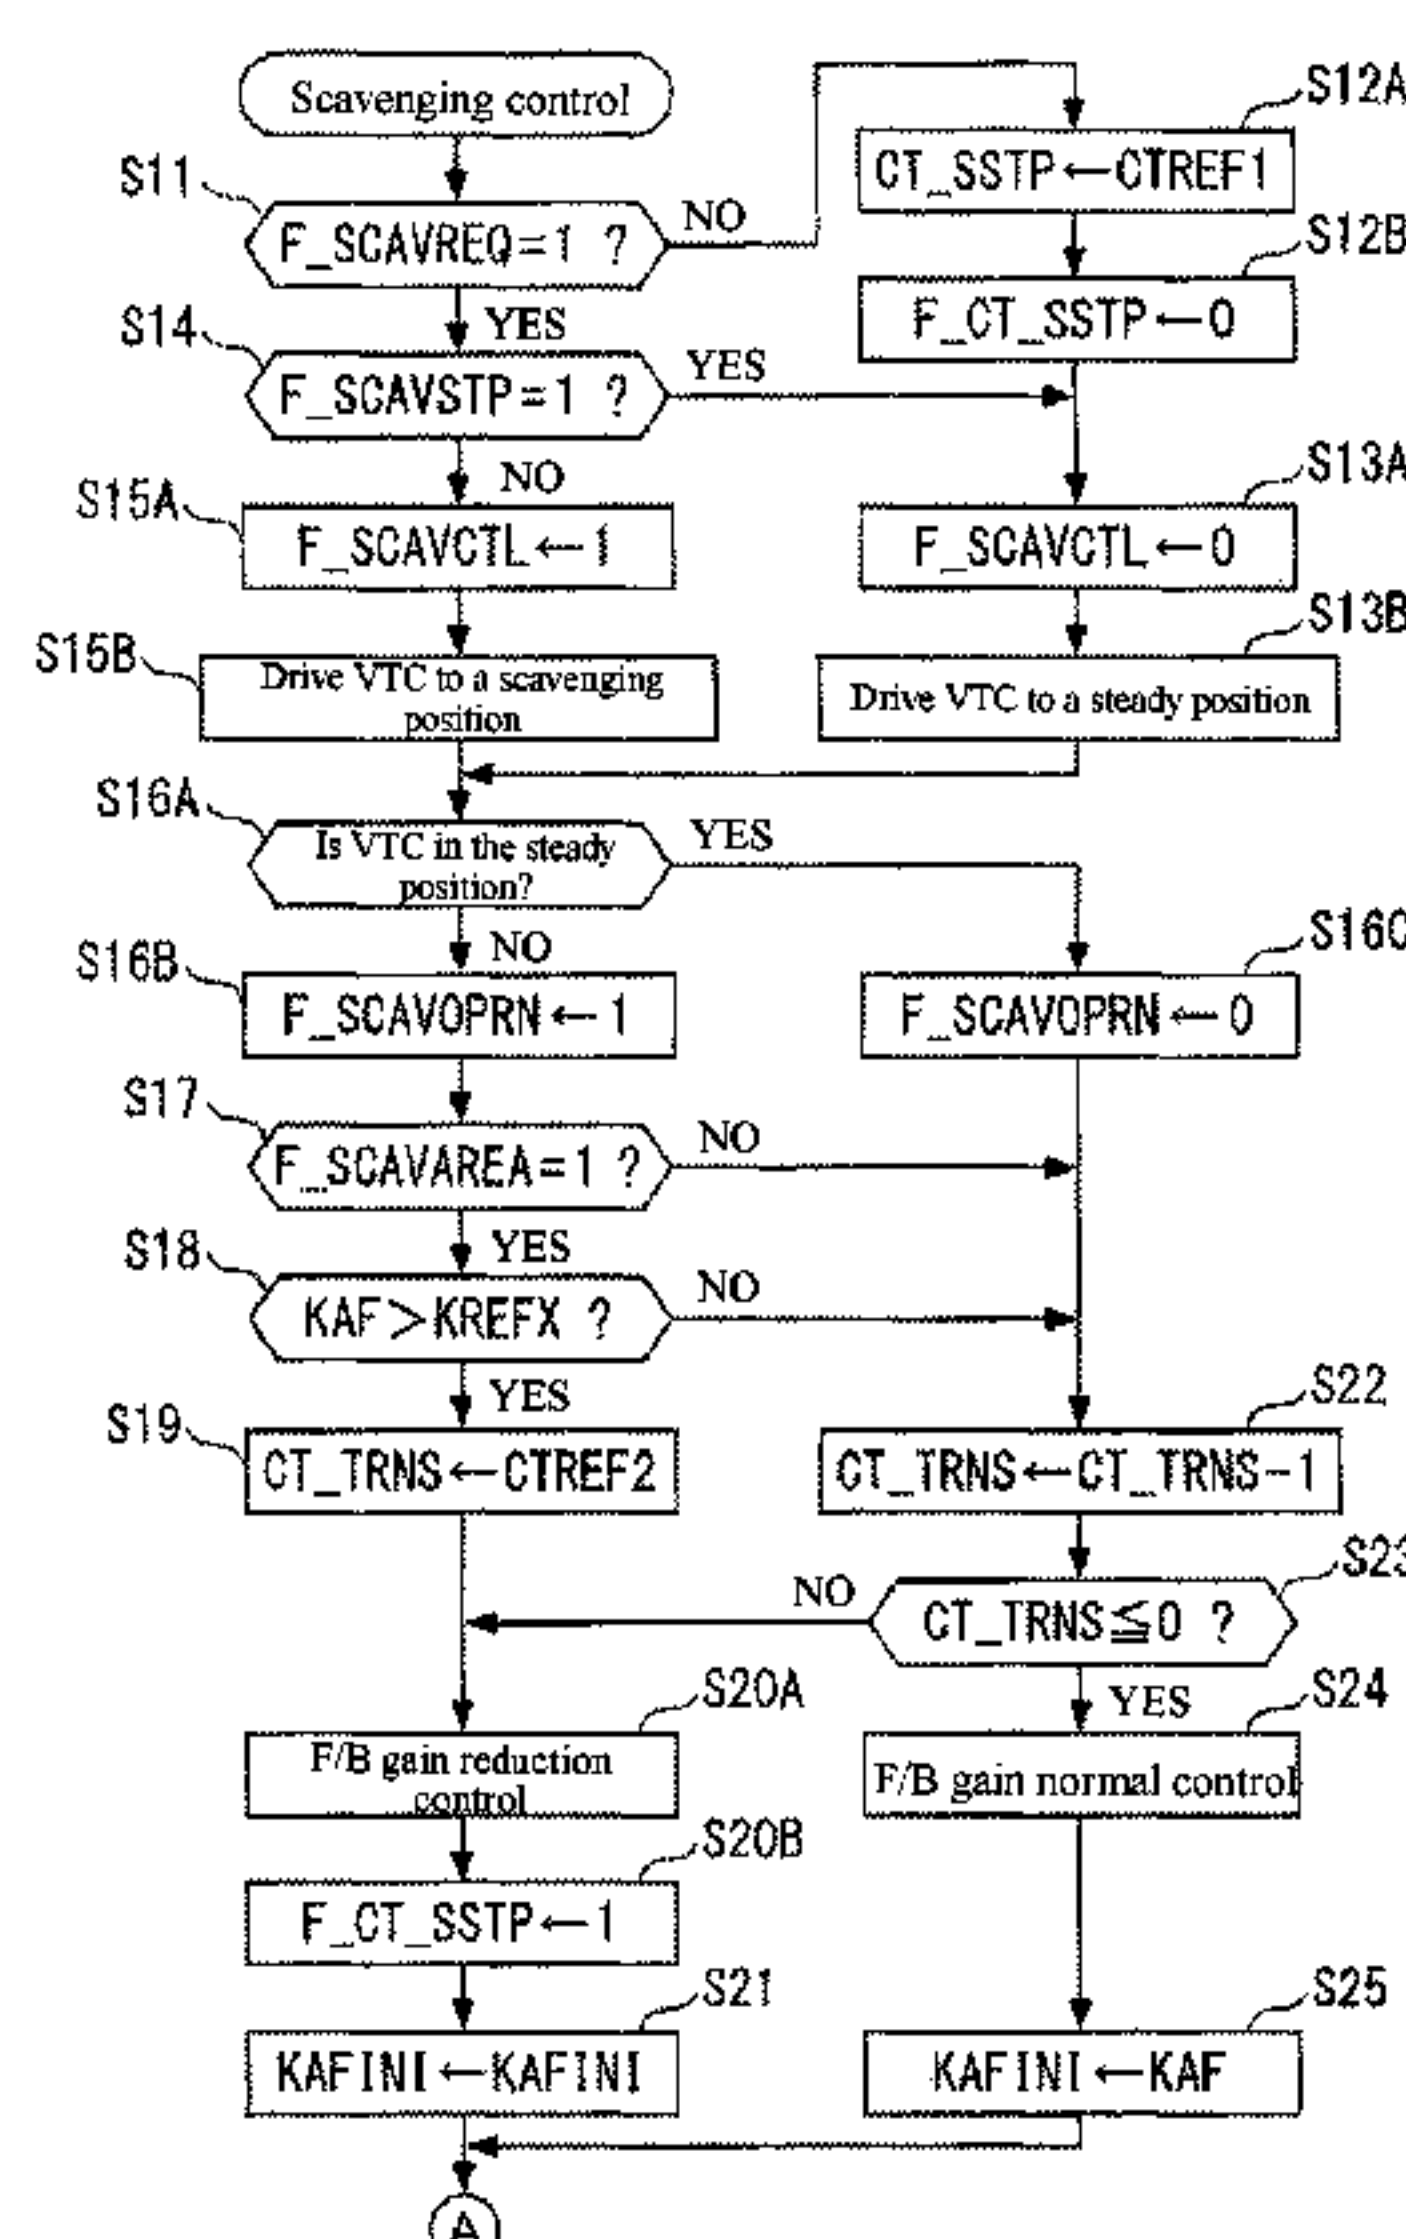 Scavenging control
S11
F_SCAVREQ=1 ?
NO
S12A
CT_SSTP←CTREF1
S12B
F_CT_SSTP←0
YES
S14
F_SCAVSTP=1 ?
YES
NO
S15A
F_SCAVCTL←1
S13A
F_SCAVCTL←0
S15B
Drive VTC to a scavenging
position
S13B
Drive VTC to a steady position
S16A
Is VTC in the steady
position?
YES
NO
S16B
F_SCAVOPRN←1
S16C
F_SCAVOPRN←0
S17
F_SCAVAREA=1 ?
NO
YES
S18
KAF>KREFX ?
NO
YES
S19
CT_TRNS←CTREF2
S22
CT_TRNS←CT_TRNS-1
S23
CT_TRNS≦0 ?
NO
YES
S20A
F/B gain reduction
control
S24
F/B gain normal control
S20B
F_CT_SSTP←1
S21
KAFINI←KAFINI
S25
KAFINI←KAF
A